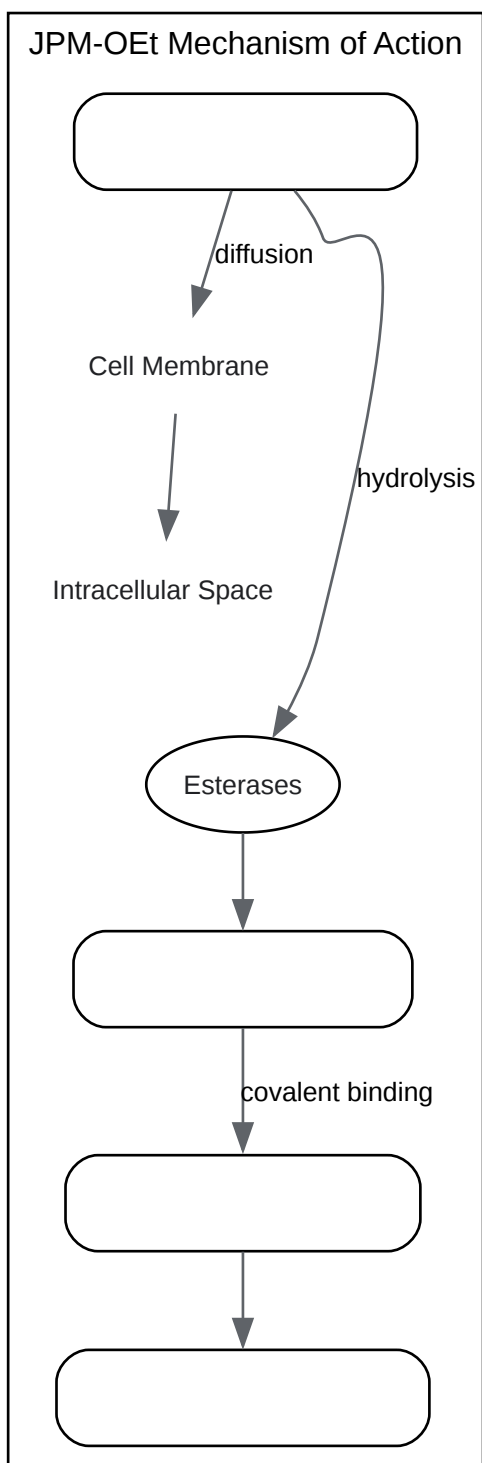 JPM-OEt Mechanism of Action
diffusion
Cell Membrane
hydrolysis
Intracellular Space
Esterases
covalent binding